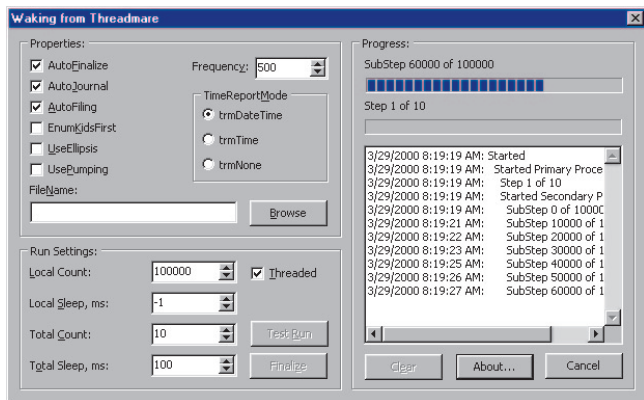 Waking from Threadmare
Properties:
AutoFinalize
AutoJournal
AutoFiling
EnumKidsFirst
UseEllipsis
UsePumping
Frequency: 500
TimeReportMode
trmDateTime
trmTime
trmNone
FileName:
Browse
Run Settings:
Local Count: 100000
Threaded
Local Sleep, ms: -1
Total Count: 10
Test Run
Total Sleep, ms: 100
Finalize
Progress:
SubStep 60000 of 100000
Step 1 of 10
3/29/2000 8:19:19 AM: Started
3/29/2000 8:19:19 AM: Started Primary Proce
3/29/2000 8:19:19 AM: Step 1 of 10
3/29/2000 8:19:19 AM: Started Secondary P
3/29/2000 8:19:19 AM: SubStep 0 of 10000
3/29/2000 8:19:21 AM: SubStep 10000 of 1
3/29/2000 8:19:22 AM: SubStep 20000 of 1
3/29/2000 8:19:23 AM: SubStep 30000 of 1
3/29/2000 8:19:25 AM: SubStep 40000 of 1
3/29/2000 8:19:26 AM: SubStep 50000 of 1
3/29/2000 8:19:27 AM: SubStep 60000 of 1
Clear
About...
Cancel